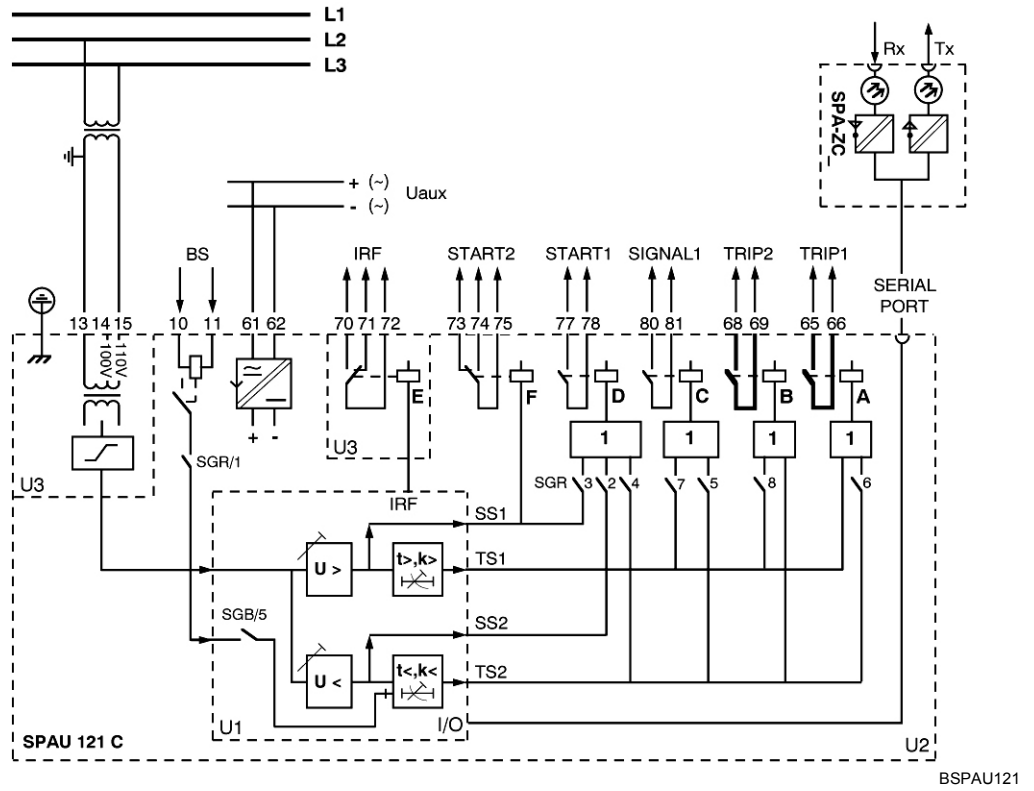 L1
L2
L3
Rx
Tx
SPA-ZC_
+ (~)
- (~)
Uaux
BS
IRF
START2
START1
SIGNAL1
TRIP2
TRIP1
SERIAL
PORT
13 14 15
10
11
61
62
70 71 72
73 74 75
77 78
80 81
68 69
65 66
100V
110V
E
F
D
C
B
A
+ -
1
1
1
1
U3
U3
SGR/1
SGR 3 2 4
7 5
8
6
IRF
SS1
U >
t>,k>
TS1
SGB/5
SS2
U <
t<,k<
TS2
+
U1
I/O
SPAU 121 C
U2
BSPAU121